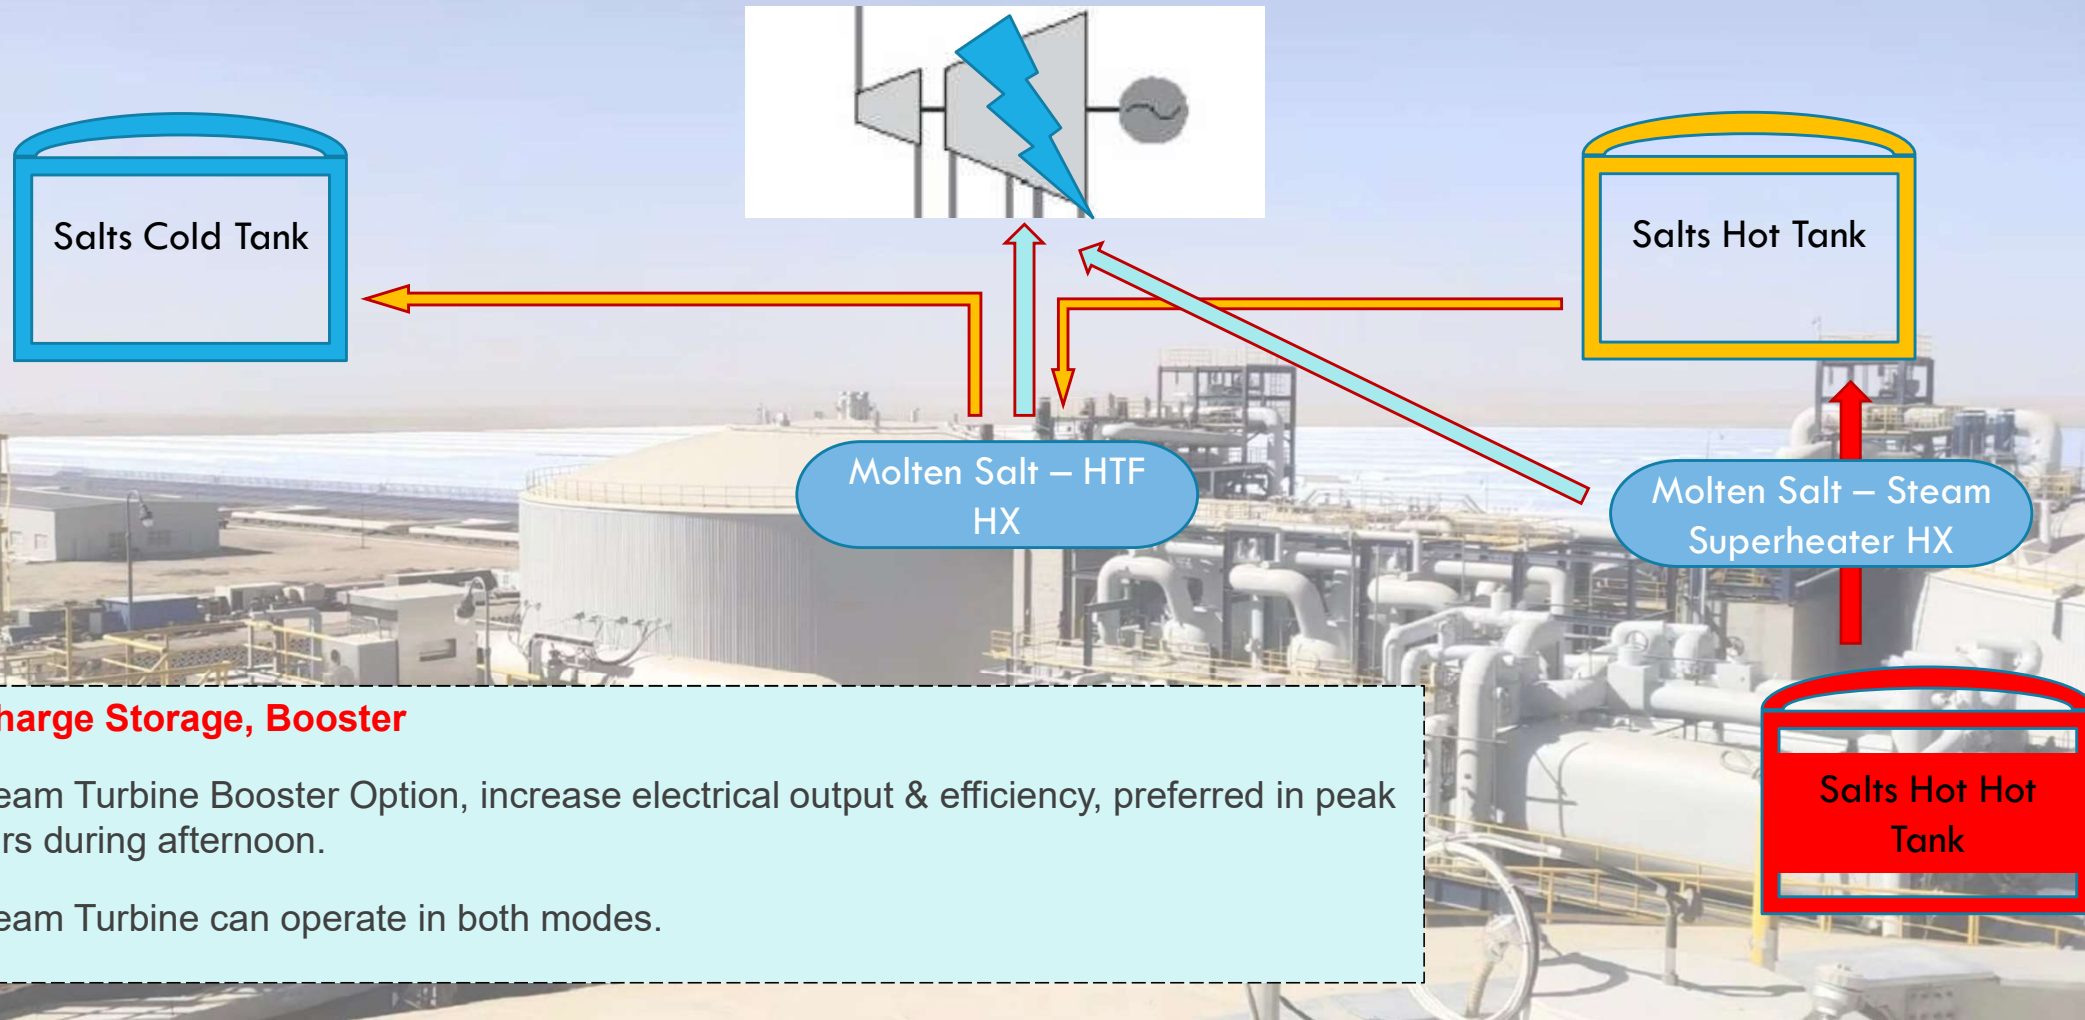 Salts Cold Tank
Salts Hot Tank
Molten Salt – HTF
HX
Molten Salt – Steam
Superheater HX
Salts Hot Hot
Tank
harge Storage, Booster
eam Turbine Booster Option, increase electrical output & efficiency, preferred in peak
rs during afternoon.
eam Turbine can operate in both modes.